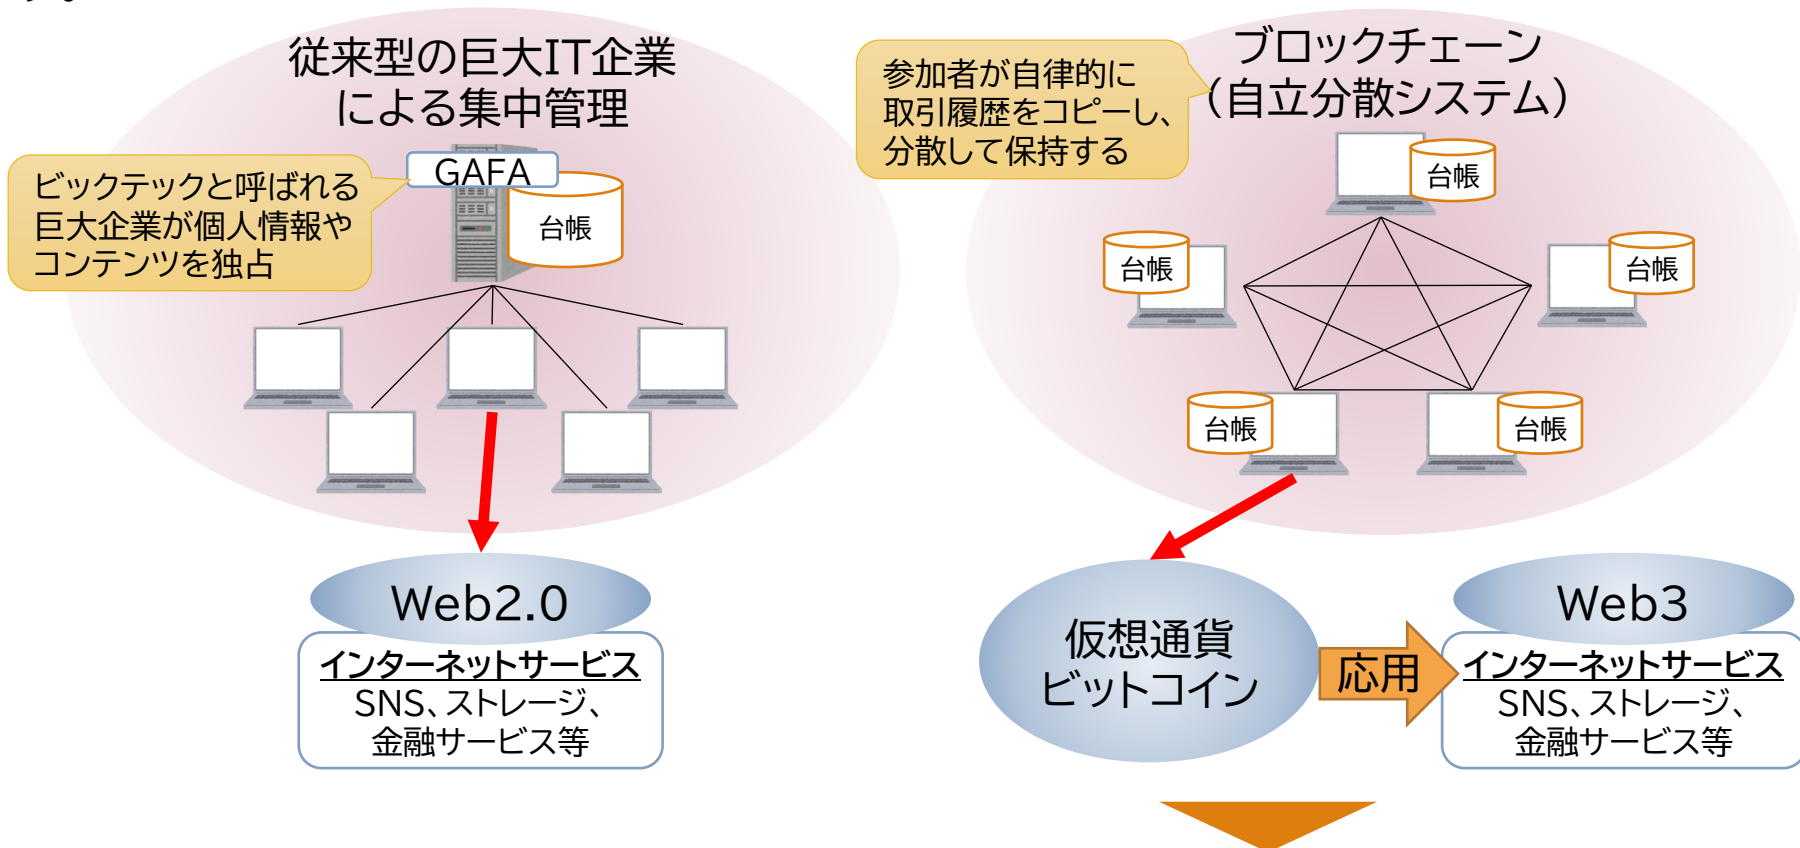 す。
従来型の巨大IT企業
による集中管理
GAFA
台帳
ビックテックと呼ばれる
巨大企業が個人情報や
コンテンツを独占
Web2.0
インターネットサービス
SNS、ストレージ、
金融サービス等
ブロックチェーン
（自立分散システム）
参加者が自律的に
取引履歴をコピーし、
分散して保持する
台帳
台帳
台帳
台帳
台帳
仮想通貨
ビットコイン
応用
Web3
インターネットサービス
SNS、ストレージ、
金融サービス等